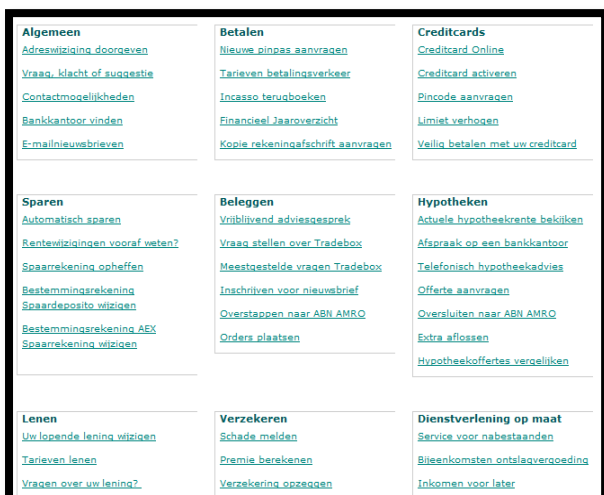 Algemeen
Adreswijziging doorgeven
Vraag, klacht of suggestie
Contactmogelijkheden
Bankkantoor vinden
E-mailnieuwsbrieven
Betalen
Nieuwe pinpas aanvragen
Tarieven betalingsverkeer
Incasso terugboeken
Financieel Jaaroverzicht
Kopie rekeningafschrift aanvragen
Creditcards
Creditcard Online
Creditcard activeren
Pincode aanvragen
Limiet verhogen
Veilig betalen met uw creditcard
Sparen
Automatisch sparen
Rentewijzigingen vooraf weten?
Spaarrekening opheffen
Bestemmingsrekening
Spaardeposito wijzigen
Bestemmingsrekening AEX
Spaarrekening wijzigen
Beleggen
Vrijblijvend adviesgesprek
Vraag stellen over Tradebox
Meestgestelde vragen Tradebox
Inschrijven voor nieuwsbrief
Overstappen naar ABN AMRO
Orders plaatsen
Hypotheken
Actuele hypotheekrente bekijken
Afspraak op een bankkantoor
Telefonisch hypotheekadvies
Offerte aanvragen
Oversluiten naar ABN AMRO
Extra aflossen
Hypotheekoffertes vergelijken
Lenen
Uw lopende lening wijzigen
Tarieven lenen
Vragen over uw lening?
Verzekeren
Schade melden
Premie berekenen
Verzekering opzeggen
Dienstverlening op maat
Service voor nabestaanden
Bijeenkomsten ontslagvergoeding
Inkomen voor later